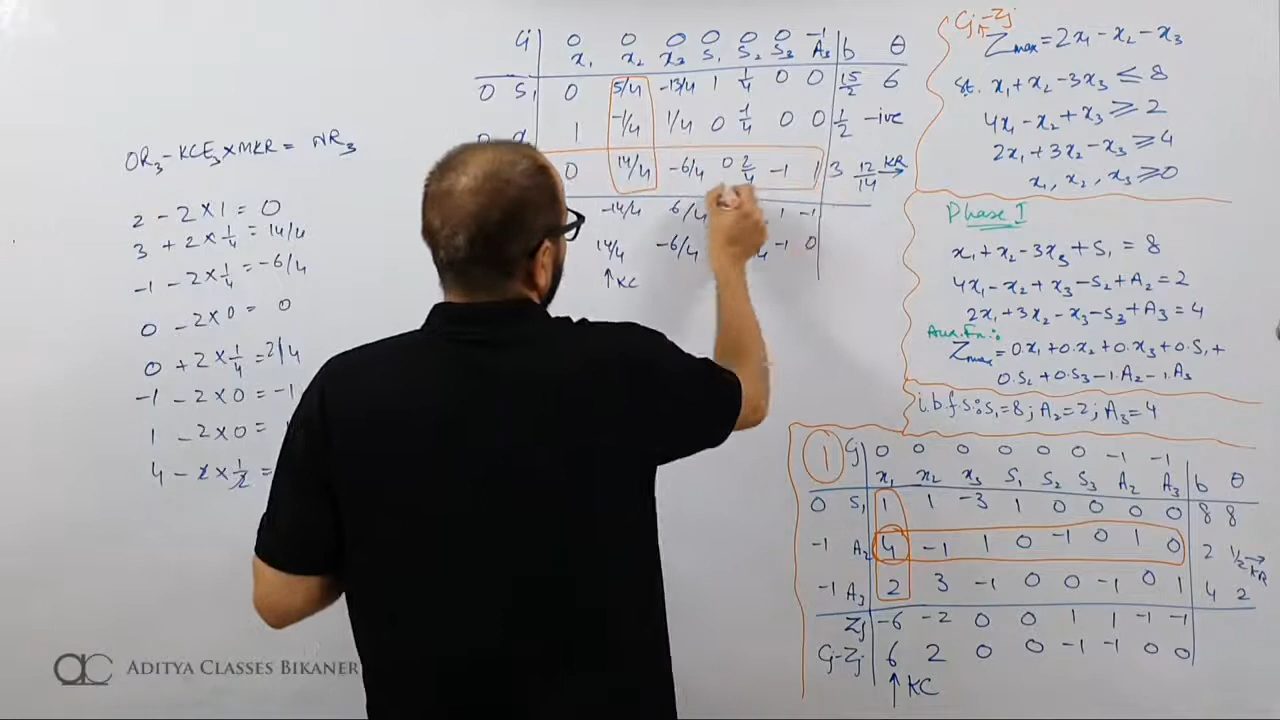 OR₃ - KCE₃ × MKR = NR₃
2 - 2 × 1 = 0
3 + 2 × 1/4 = 14/4
-1 - 2 × 1/4 = -6/4
0 - 2 × 0 = 0
0 + 2 × 1/4 = 2/4
-1 - 2 × 0 = -1
1 - 2 × 0 =
4 - 2 × 1/2 =
Cj 0 0 0 0 0 0 -1
x₁ x₂ x₃ S₁ S₂ S₃ A₃ b θ
0 S₁ 0 5/4 -13/4 1 1/4 0 0 15/2 6
1 -1/4 1/4 0 1/4 0 0 1/2 -ive
0 14/4 -6/4 0 2/4 -1 1 3 12/14 KR→
-14/4 6/4 1 -1
14/4 -6/4 -1 0
↑KC
Cj-Zj
Zmax = 2x₁ - x₂ - x₃
st. x₁ + x₂ - 3x₃ ≤ 8
4x₁ - x₂ + x₃ ≥ 2
2x₁ + 3x₂ - x₃ ≥ 4
x₁, x₂, x₃ ≥ 0
Phase I
x₁ + x₂ - 3x₃ + S₁ = 8
4x₁ - x₂ + x₃ - S₂ + A₂ = 2
2x₁ + 3x₂ - x₃ - S₃ + A₃ = 4
Aux. Fn.:
Zmax = 0.x₁ + 0.x₂ + 0.x₃ + 0.S₁ +
0.S₂ + 0.S₃ - 1.A₂ - 1.A₃
i.b.f.s: S₁ = 8; A₂ = 2; A₃ = 4
1 Cj 0 0 0 0 0 0 -1 -1
x₁ x₂ x₃ S₁ S₂ S₃ A₂ A₃ b θ
0 S₁ 1 1 -3 1 0 0 0 0 8 8
-1 A₂ 4 -1 1 0 -1 0 1 0 2 1/2→ KR
-1 A₃ 2 3 -1 0 0 -1 0 1 4 2
Zj -6 -2 0 0 1 1 -1 -1
Cj-Zj 6 2 0 0 -1 -1 0 0
↑KC
ac ADITYA CLASSES BIKANER